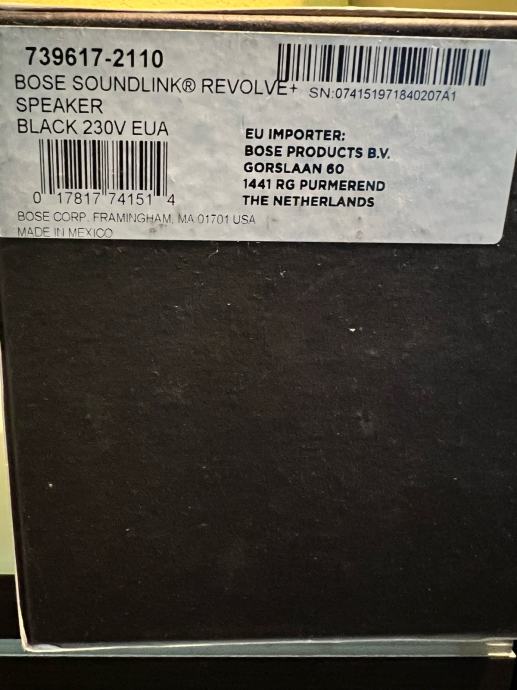 739617-2110
BOSE SOUNDLINK® REVOLVE+
SPEAKER
BLACK 230V EUA
0 17817 74151 4
BOSE CORP. FRAMINGHAM, MA 01701 USA
MADE IN MEXICO
SN:074151971840207A1
EU IMPORTER:
BOSE PRODUCTS B.V.
GORSLAAN 60
1441 RG PURMEREND
THE NETHERLANDS